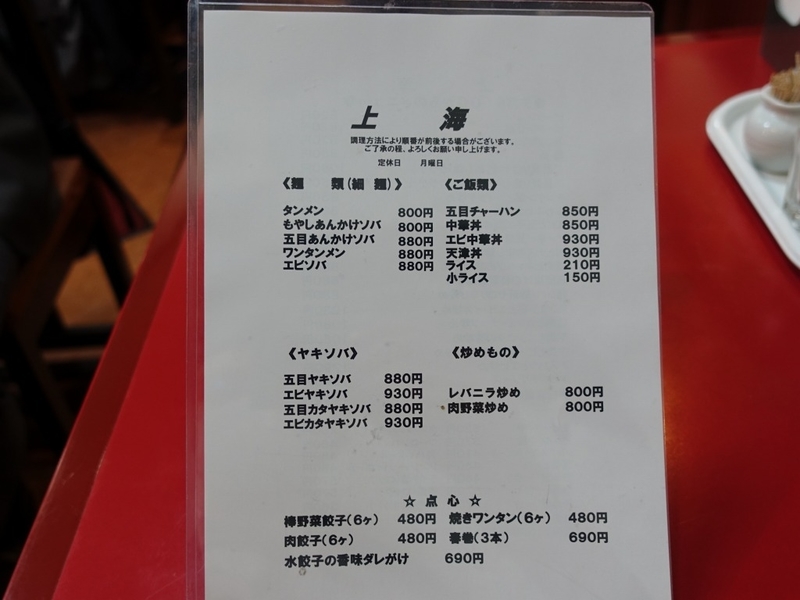 上 海
調理方法により順番が前後する場合がございます。
ご了承の程、よろしくお願い申し上げます。
定休日 月曜日
《麺 類(細 麺)》 《ご飯類》
タンメン 800円 五目チャーハン 850円
もやしあんかけソバ 800円 中華丼 850円
五目あんかけソバ 880円 エビ中華丼 930円
ワンタンメン 880円 天津丼 930円
エビソバ 880円 ライス 210円
小ライス 150円
《ヤキソバ》 《炒めもの》
五目ヤキソバ 880円
エビヤキソバ 930円 レバニラ炒め 800円
五目カタヤキソバ 880円 肉野菜炒め 800円
エビカタヤキソバ 930円
☆ 点 心 ☆
棒野菜餃子(6ヶ) 480円 焼きワンタン(6ヶ) 480円
肉餃子(6ヶ) 480円 春巻(3本) 690円
水餃子の香味ダレがけ 690円